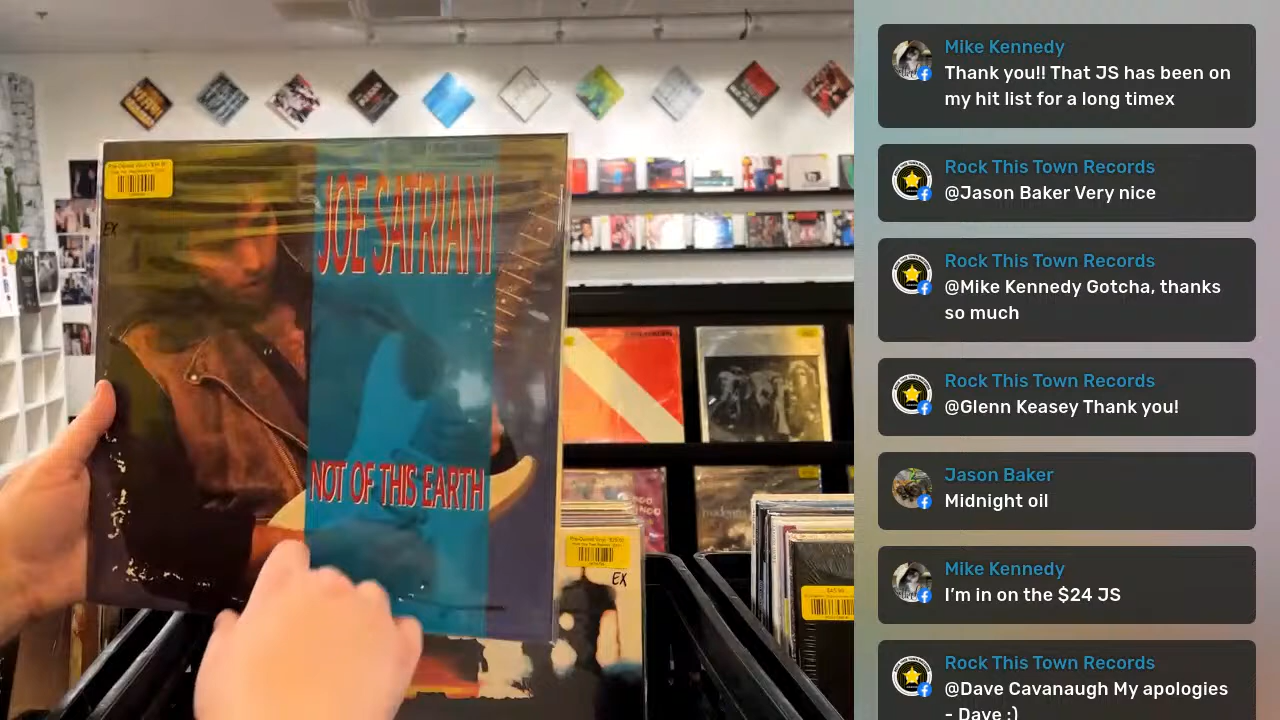 JOE SATRIANI
NOT OF THIS EARTH
EX
EX
Mike Kennedy
Thank you!! That JS has been on
my hit list for a long timex
Rock This Town Records
@Jason Baker Very nice
Rock This Town Records
@Mike Kennedy Gotcha, thanks
so much
Rock This Town Records
@Glenn Keasey Thank you!
Jason Baker
Midnight oil
Mike Kennedy
I'm in on the $24 JS
Rock This Town Records
@Dave Cavanaugh My apologies
- Dave :)